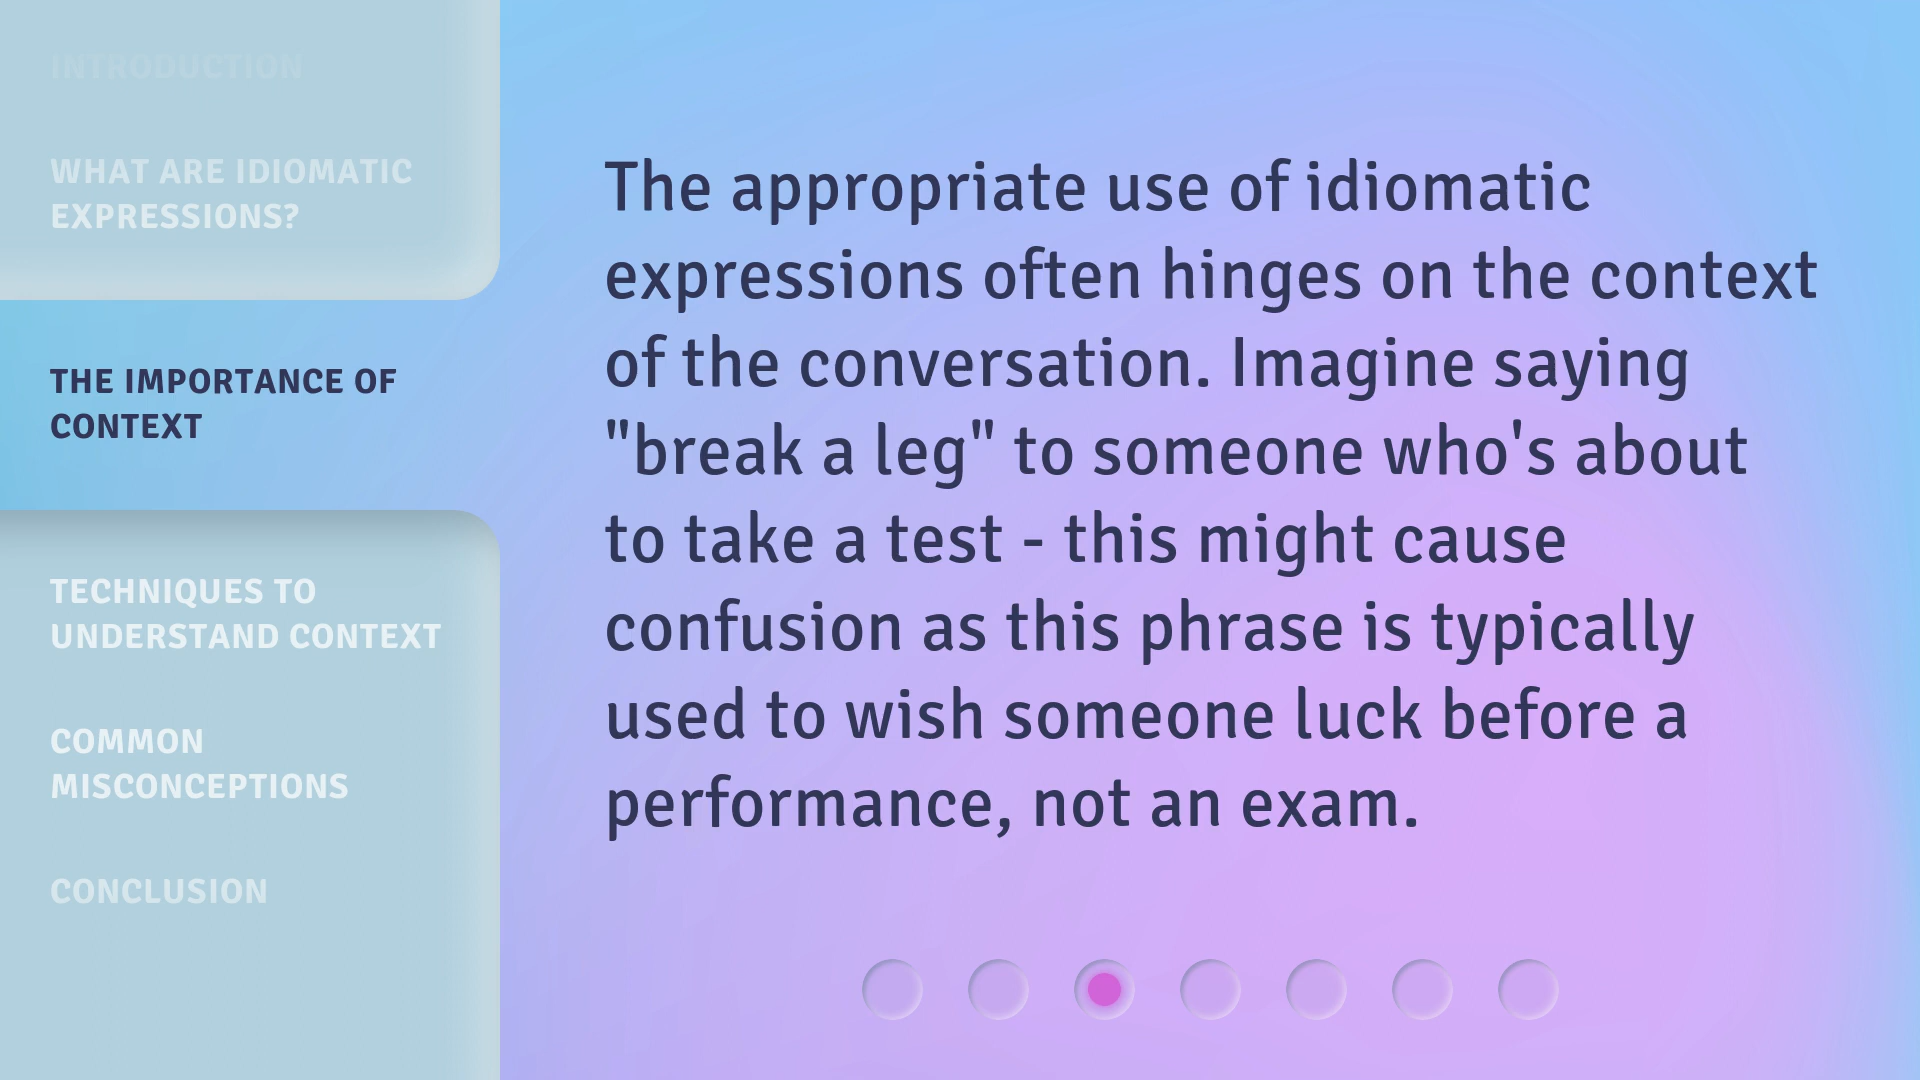 INTRODUCTION
WHAT ARE IDIOMATIC
EXPRESSIONS?
THE IMPORTANCE OF
CONTEXT
TECHNIQUES TO
UNDERSTAND CONTEXT
COMMON
MISCONCEPTIONS
CONCLUSION
The appropriate use of idiomatic
expressions often hinges on the context
of the conversation. Imagine saying
"break a leg" to someone who's about
to take a test - this might cause
confusion as this phrase is typically
used to wish someone luck before a
performance, not an exam.